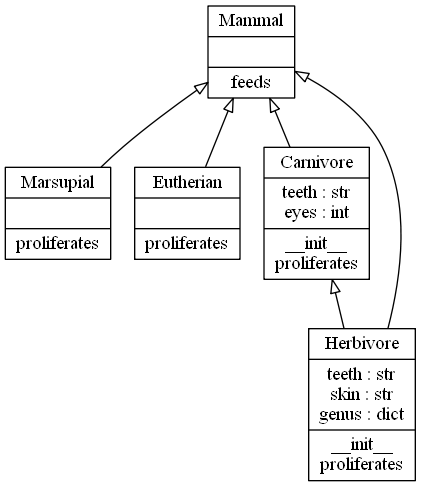 Mammal
feeds
Marsupial
proliferates
Eutherian
proliferates
Carnivore
teeth : str
eyes : int
__init__
proliferates
Herbivore
teeth : str
skin : str
genus : dict
__init__
proliferates